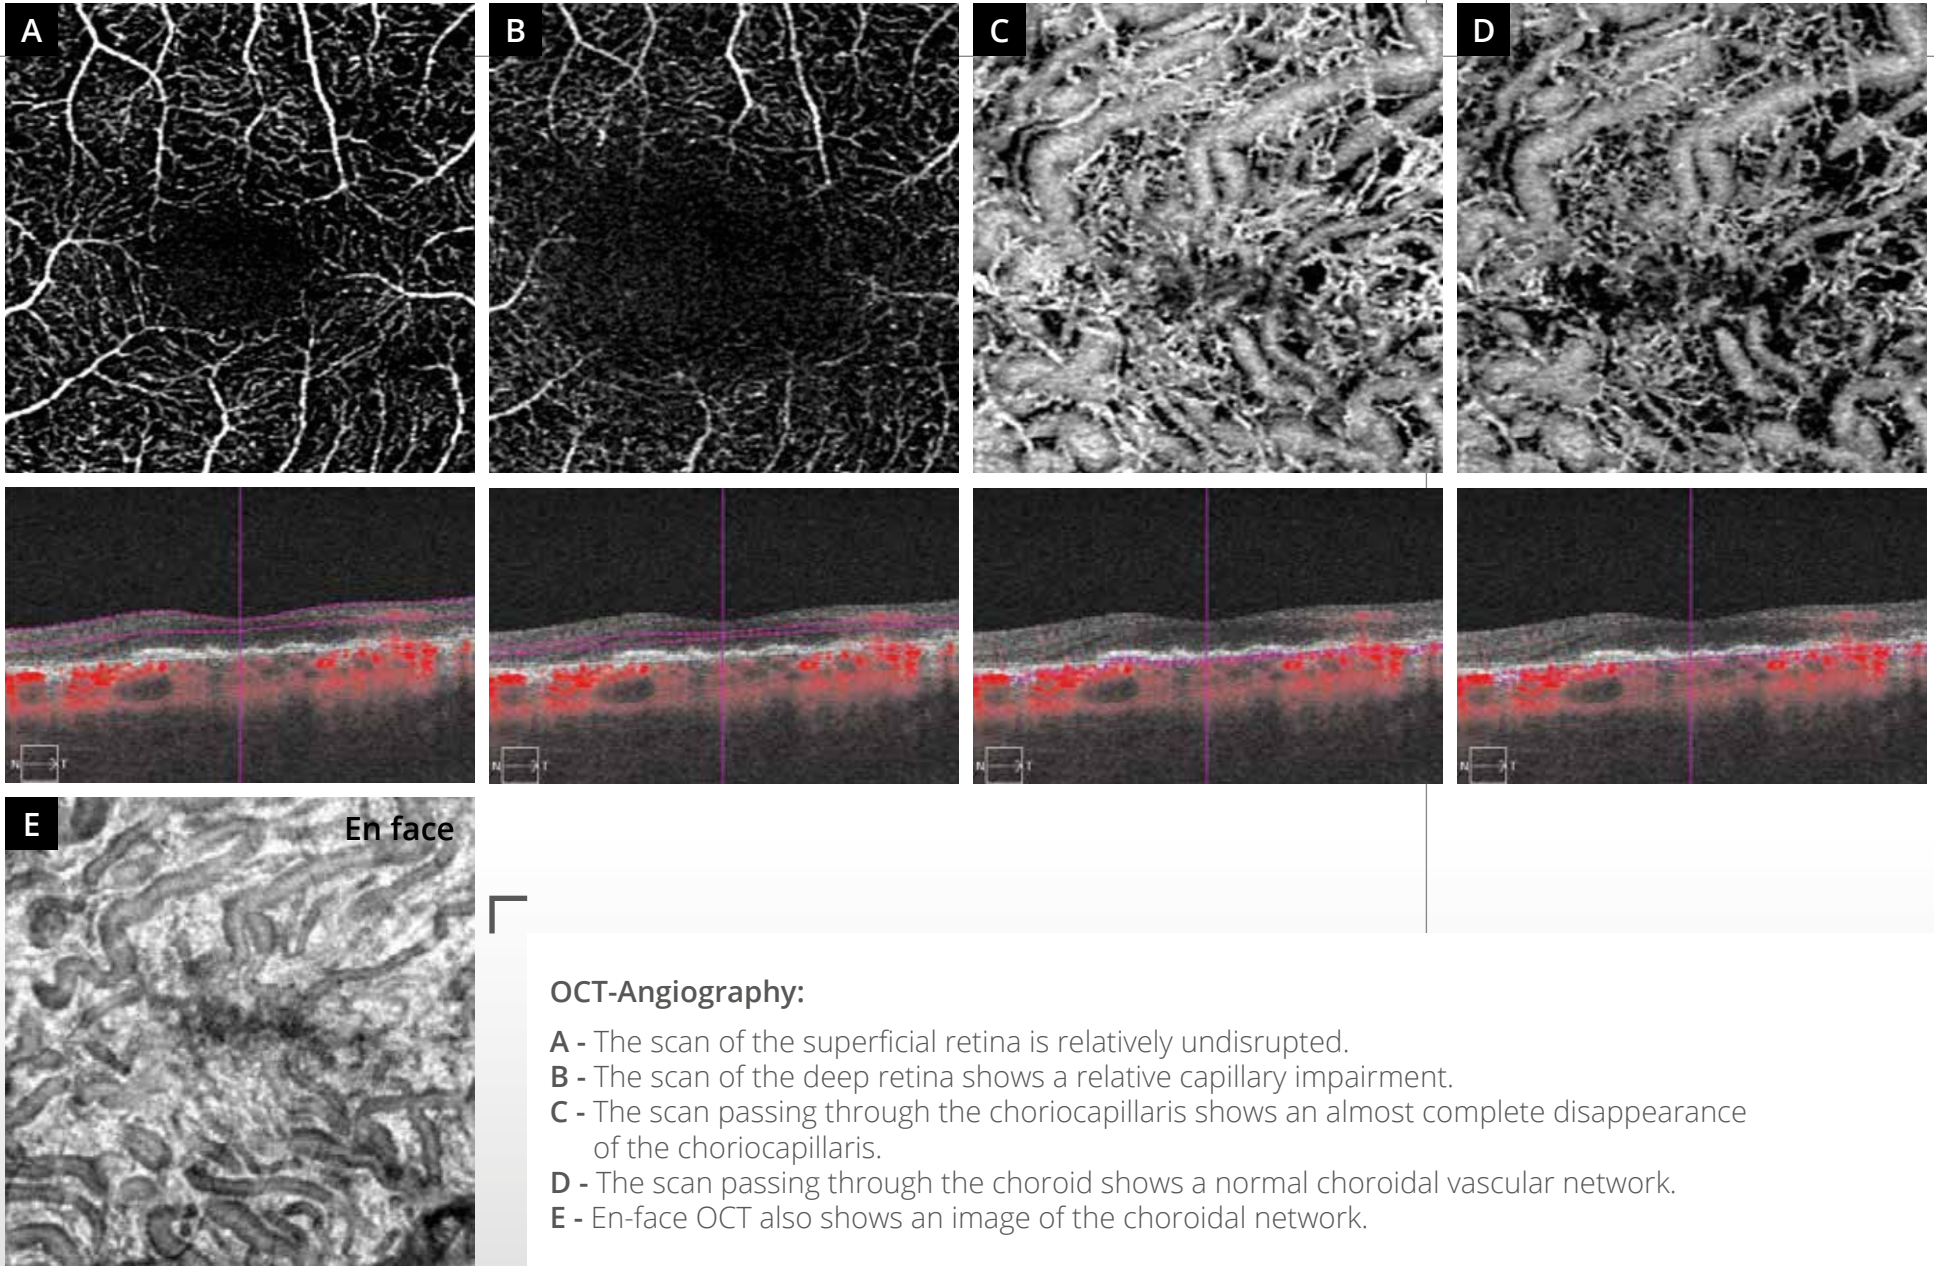 A
B
C
D
N T
N T
N T
N T
E
En face
OCT-Angiography:
A - The scan of the superficial retina is relatively undisrupted.
B - The scan of the deep retina shows a relative capillary impairment.
C - The scan passing through the choriocapillaris shows an almost complete disappearance
of the choriocapillaris.
D - The scan passing through the choroid shows a normal choroidal vascular network.
E - En-face OCT also shows an image of the choroidal network.